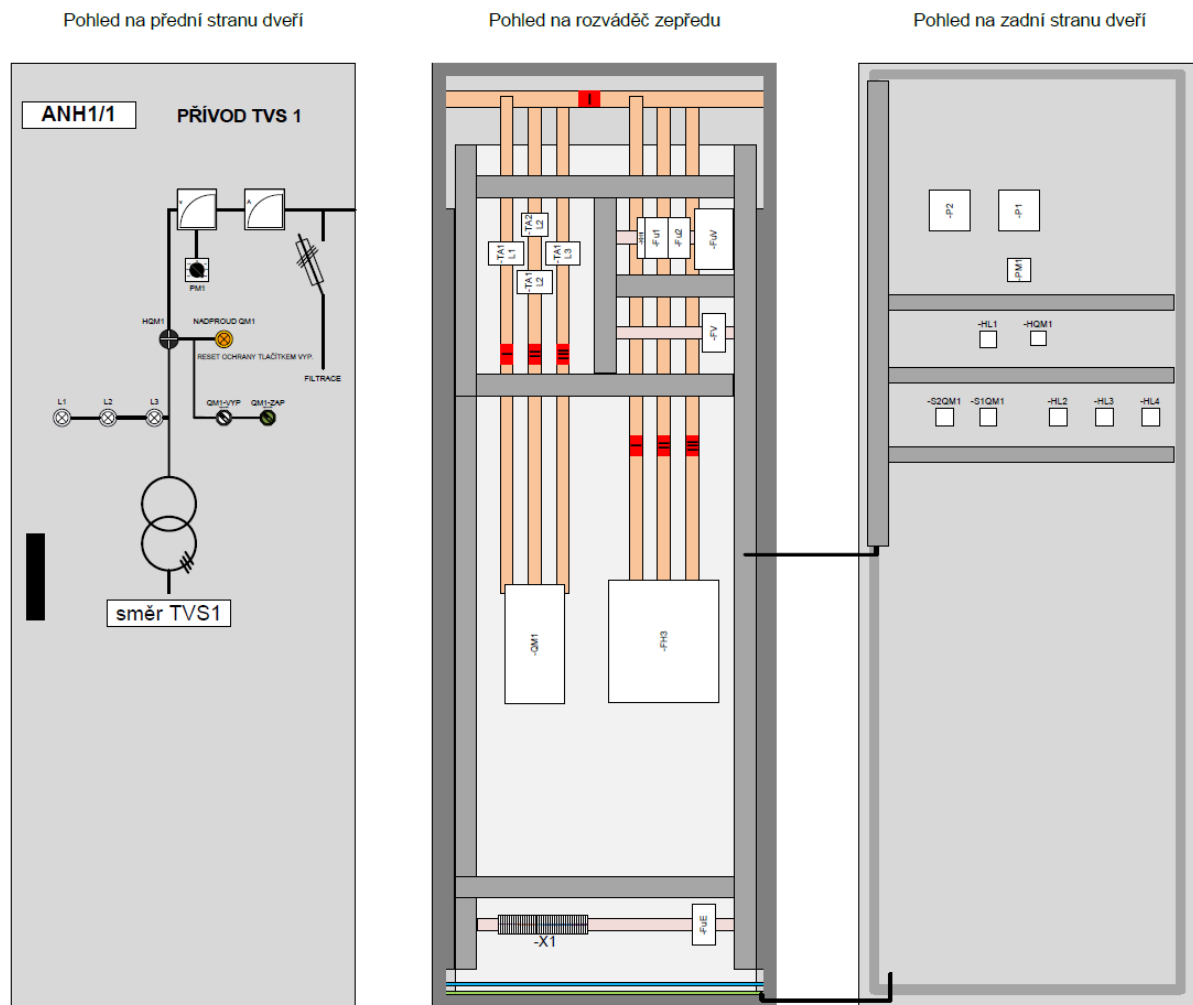 Pohled na přední stranu dveří
Pohled na rozváděč zepředu
Pohled na zadní stranu dveří
ANH1/1
PŘÍVOD TVS 1
V
A
PM1
HQM1
NADPROUD QM1
RESET OCHRANY TLAČÍTKEM VYP.
FILTRACE
L1
L2
L3
QM1-VYP
QM1-ZAP
směr TVS1
-TA1
L1
-TA2
L2
-TA1
L2
-TA1
L3
-Fu1
-Fu2
-FuV
-FV
-QM1
-FH3
-X1
-FuE
-P2
-P1
-PM1
-HL1
-HQM1
-S2QM1
-S1QM1
-HL2
-HL3
-HL4